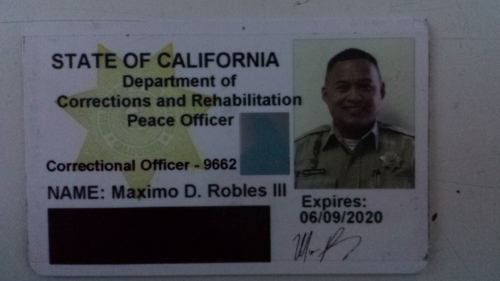 STATE OF CALIFORNIA
Department of
Corrections and Rehabilitation
Peace Officer
Correctional Officer - 9662
NAME: Maximo D. Robles III
Expires:
06/09/2020